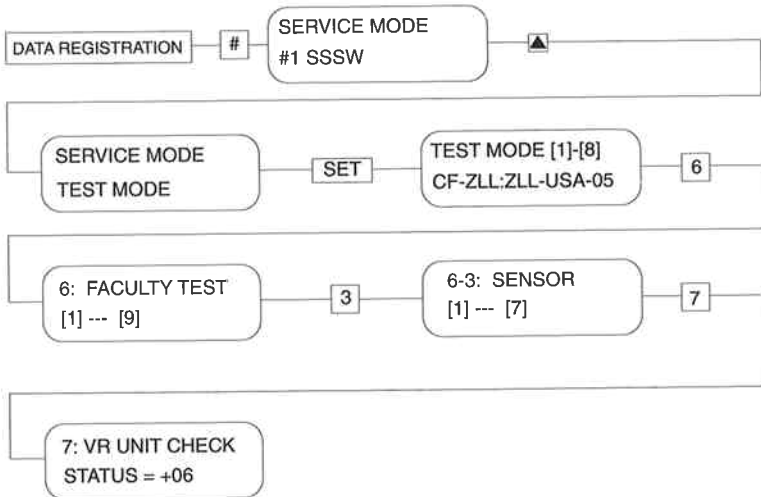 DATA REGISTRATION
#
SERVICE MODE
#1 SSSW
▲
SERVICE MODE
TEST MODE
SET
TEST MODE [1]-[8]
CF-ZLL:ZLL-USA-05
6
6: FACULTY TEST
[1] --- [9]
3
6-3: SENSOR
[1] --- [7]
7
7: VR UNIT CHECK
STATUS = +06